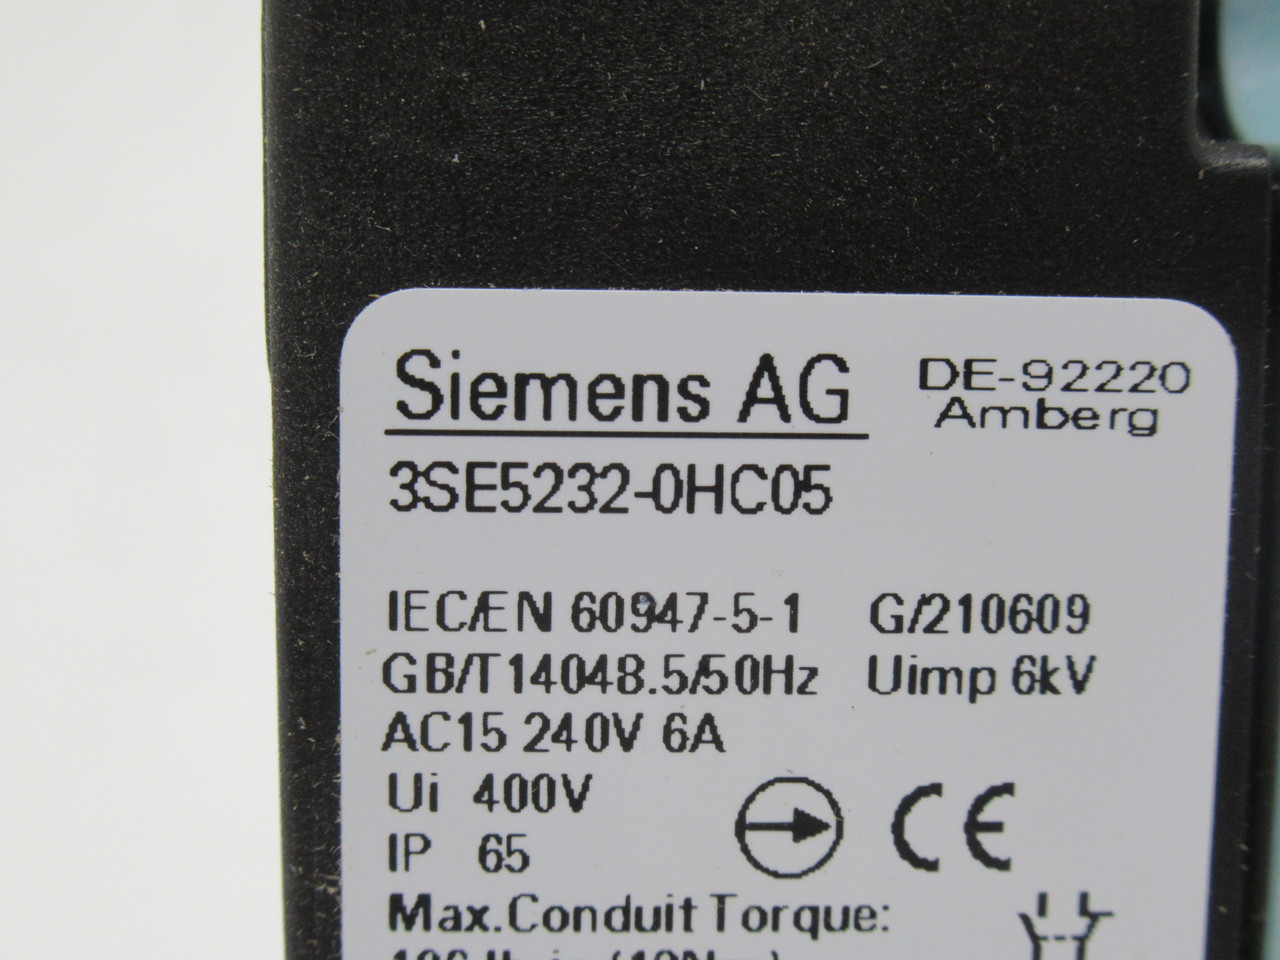 Siemens AG DE-92220
Amberg
3SE5232-0HC05
IEC/EN 60947-5-1 G/210609
GB/T14048.5/50Hz Uimp 6kV
AC15 240V 6A
Ui 400V
IP 65
CE
Max.Conduit Torque: